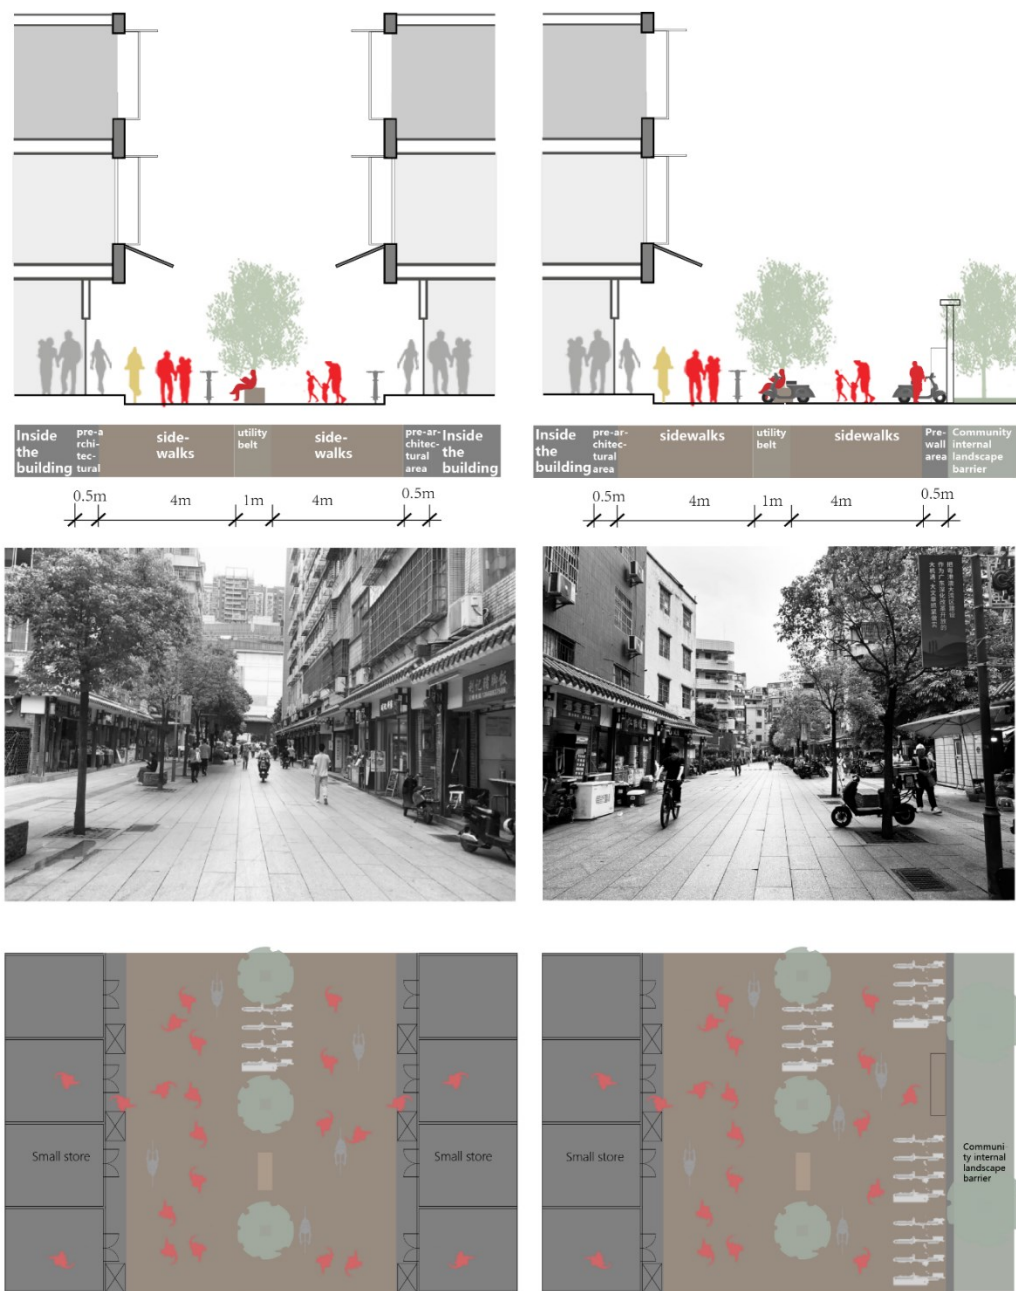 Inside
the
building
pre-a
rchi-
tec-
tural
side-
walks
utility
belt
side-
walks
pre-ar-
chitec-
tural
area
Inside
the
building
Inside
the
building
pre-ar-
chitec-
tural
area
sidewalks
utility
belt
sidewalks
Pre-
wall
area
Community
internal
landscape
barrier
0.5m
4m
1m
4m
0.5m
0.5m
4m
1m
4m
0.5m
Small store
Small store
Small store
Communi
ty internal
landscape
barrier